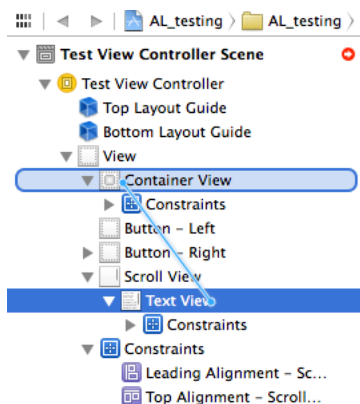 AL_testing AL_testing
Test View Controller Scene
Test View Controller
Top Layout Guide
Bottom Layout Guide
View
Container View
Constraints
Button – Left
Button – Right
Scroll View
Text View
Constraints
Constraints
Leading Alignment – Sc...
Top Alignment – Scroll...